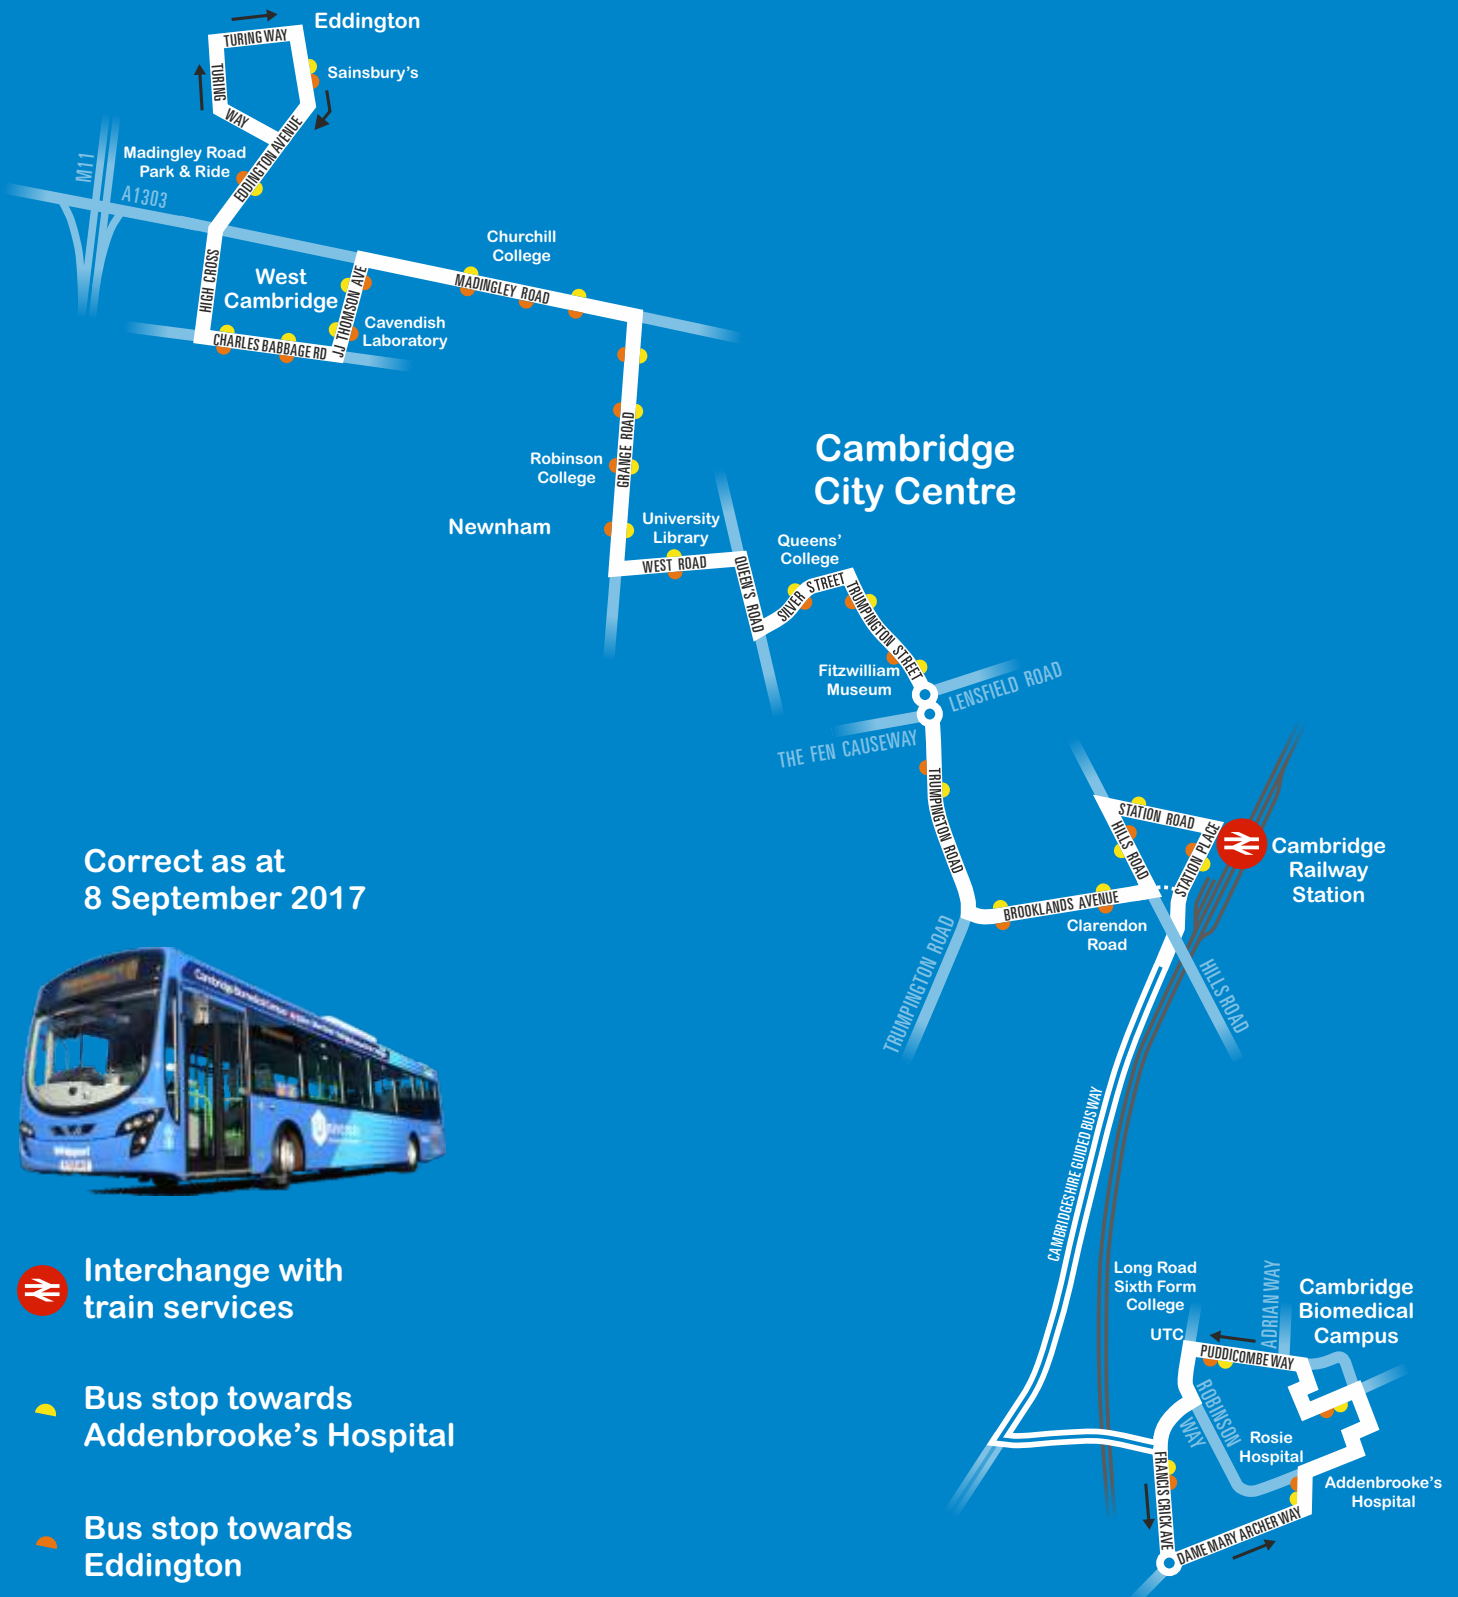 Eddington
TURING WAY
Sainsbury's
TURING
WAY
EDDINGTON AVENUE
Madingley Road
Park & Ride
M11
A1303
HIGH CROSS
West
Cambridge
JJ THOMSON AVE
CHARLES BABBAGE RD
Cavendish
Laboratory
Churchill
College
MADINGLEY ROAD
GRANGE ROAD
Robinson
College
Newnham
University
Library
WEST ROAD
QUEEN'S ROAD
Cambridge
City Centre
Queens'
College
SILVER STREET
TRUMPINGTON STREET
Fitzwilliam
Museum
LENSFIELD ROAD
THE FEN CAUSEWAY
TRUMPINGTON ROAD
TRUMPINGTON ROAD
BROOKLANDS AVENUE
Clarendon
Road
STATION ROAD
HILLS ROAD
STATION PLACE
Cambridge
Railway
Station
HILLS ROAD
CAMBRIDGESHIRE GUIDED BUSWAY
Long Road
Sixth Form
College
UTC
ADRIAN WAY
Cambridge
Biomedical
Campus
PUDDICOMBE WAY
ROBINSON
WAY
Rosie
Hospital
Addenbrooke's
Hospital
FRANCIS CRICK AVE
DAME MARY ARCHER WAY
Correct as at
8 September 2017
Interchange with
train services
Bus stop towards
Addenbrooke's Hospital
Bus stop towards
Eddington